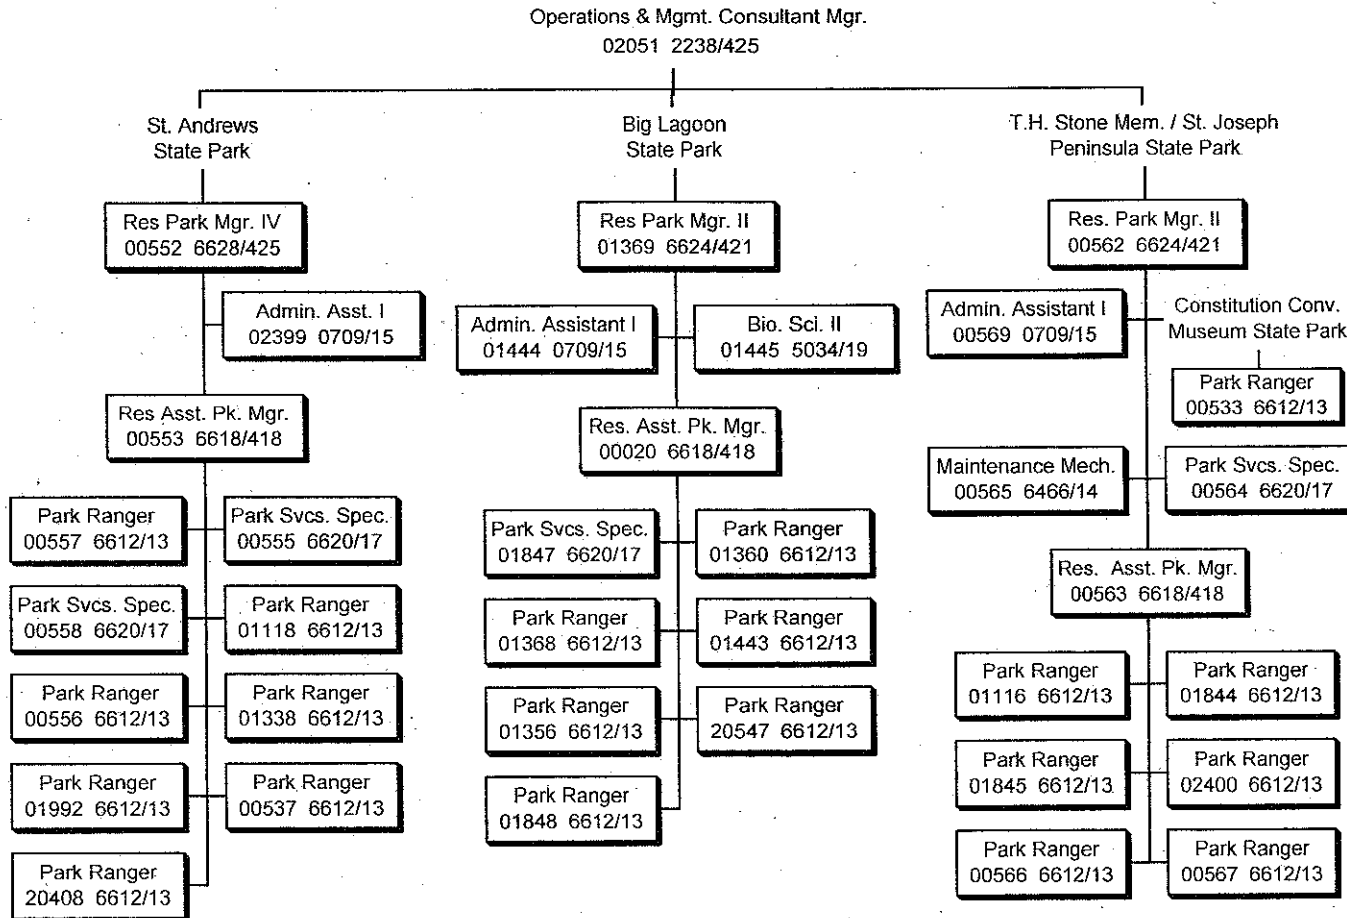 Operations & Mgmt. Consultant Mgr.
02051 2238/425
St. Andrews
State Park
Res Park Mgr. IV
00552 6628/425
Admin. Asst. I
02399 0709/15
Res Asst. Pk. Mgr.
00553 6618/418
Park Ranger
00557 6612/13
Park Svcs. Spec.
00555 6620/17
Park Svcs. Spec.
00558 6620/17
Park Ranger
01118 6612/13
Park Ranger
00556 6612/13
Park Ranger
01338 6612/13
Park Ranger
01992 6612/13
Park Ranger
00537 6612/13
Park Ranger
20408 6612/13
Big Lagoon
State Park
Res Park Mgr. II
01369 6624/421
Admin. Assistant I
01444 0709/15
Bio. Sci. II
01445 5034/19
Res. Asst. Pk. Mgr.
00020 6618/418
Park Svcs. Spec.
01847 6620/17
Park Ranger
01360 6612/13
Park Ranger
01368 6612/13
Park Ranger
01443 6612/13
Park Ranger
01356 6612/13
Park Ranger
20547 6612/13
Park Ranger
01848 6612/13
T.H. Stone Mem. / St. Joseph
Peninsula State Park
Res. Park Mgr. II
00562 6624/421
Admin. Assistant I
00569 0709/15
Constitution Conv.
Museum State Park
Park Ranger
00533 6612/13
Maintenance Mech.
00565 6466/14
Park Svcs. Spec.
00564 6620/17
Res. Asst. Pk. Mgr.
00563 6618/418
Park Ranger
01116 6612/13
Park Ranger
01844 6612/13
Park Ranger
01845 6612/13
Park Ranger
02400 6612/13
Park Ranger
00566 6612/13
Park Ranger
00567 6612/13